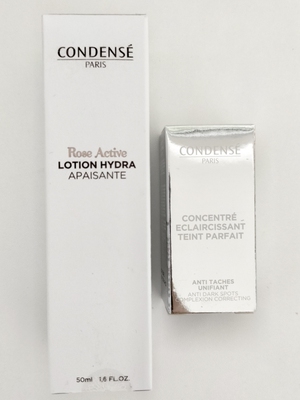 CONDENSÉ
PARIS
Rose Active
LOTION HYDRA
APAISANTE
50ml 1,6 FL.OZ.
CONDENSÉ
PARIS
CONCENTRÉ
ECLAIRCISSANT
TEINT PARFAIT
ANTI TACHES
UNIFIANT
ANTI DARK SPOTS
COMPLEXION CORRECTING